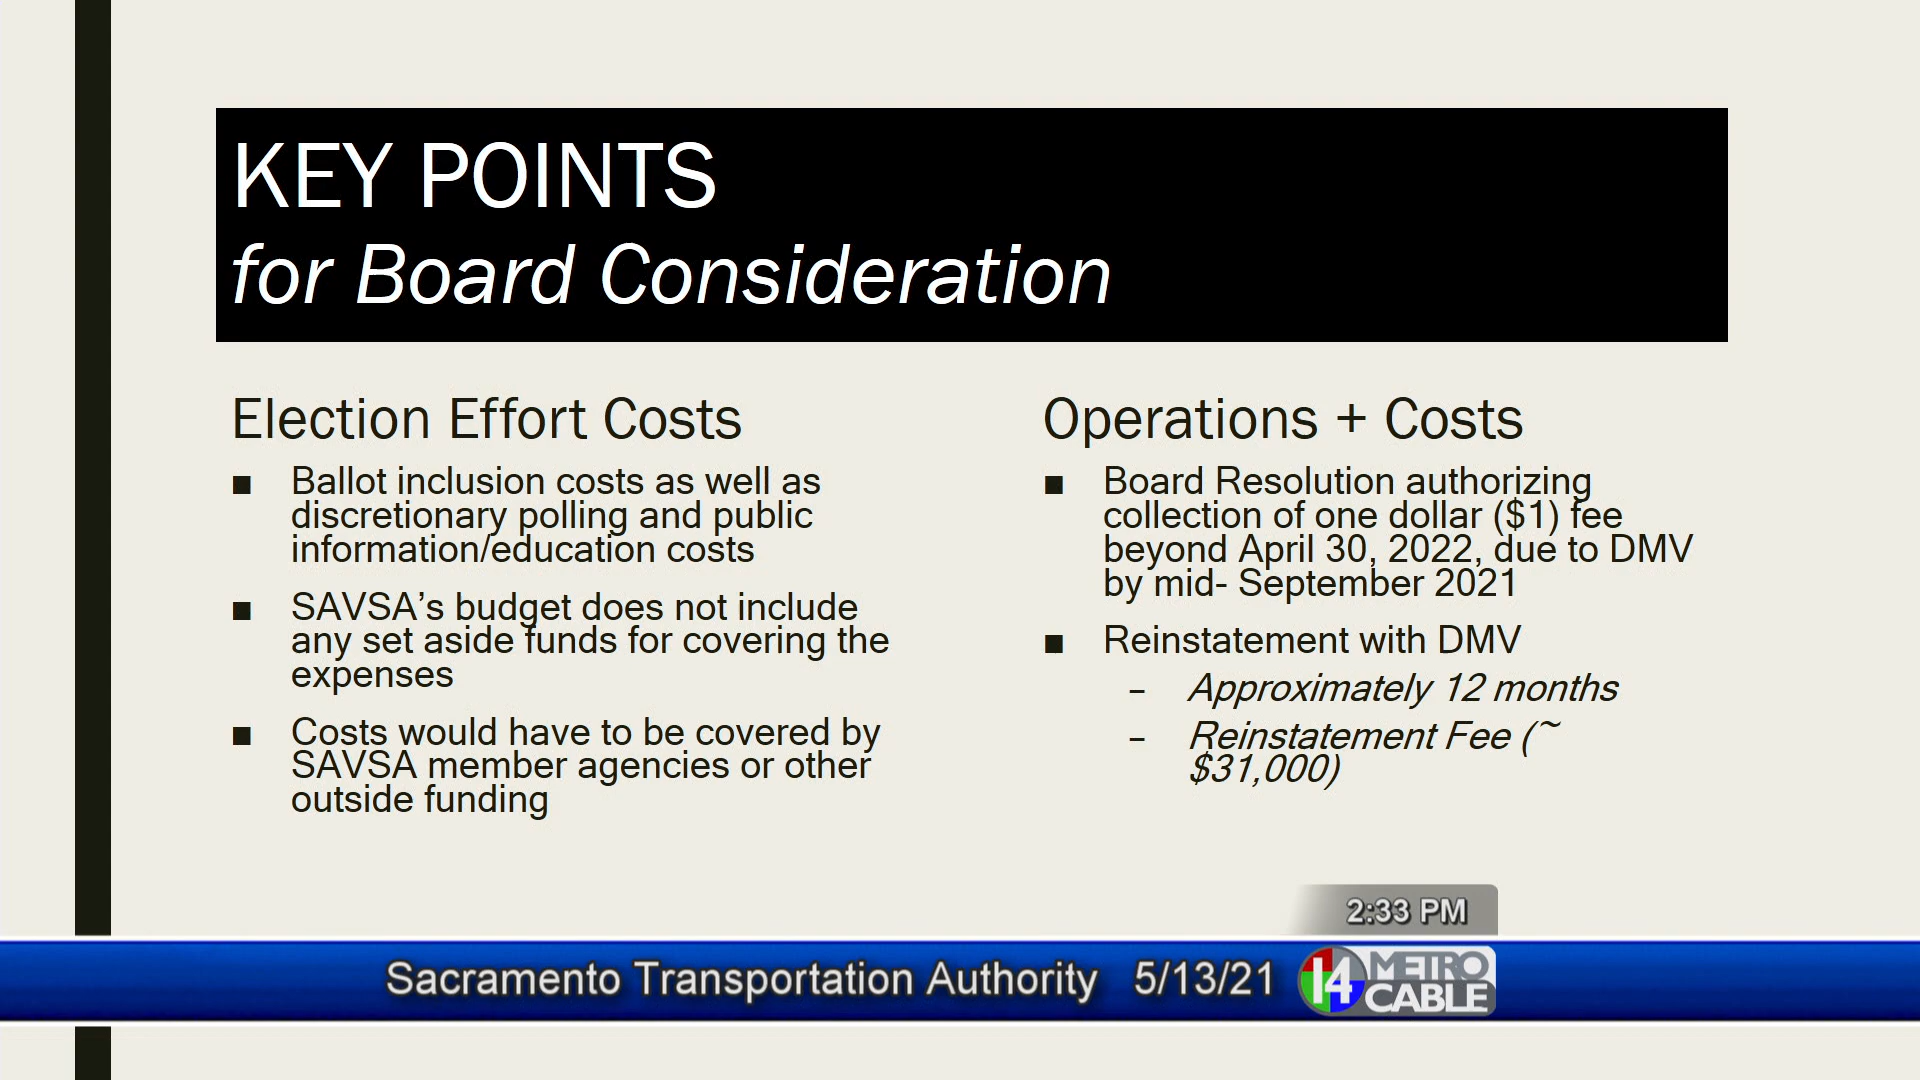 KEY POINTS
for Board Consideration
Election Effort Costs
■ Ballot inclusion costs as well as
discretionary polling and public
information/education costs
■ SAVSA’s budget does not include
any set aside funds for covering the
expenses
■ Costs would have to be covered by
SAVSA member agencies or other
outside funding
Operations + Costs
■ Board Resolution authorizing
collection of one dollar ($1) fee
beyond April 30, 2022, due to DMV
by mid- September 2021
■ Reinstatement with DMV
– Approximately 12 months
– Reinstatement Fee (~
$31,000)
2:33 PM
Sacramento Transportation Authority 5/13/21
14 METRO
CABLE